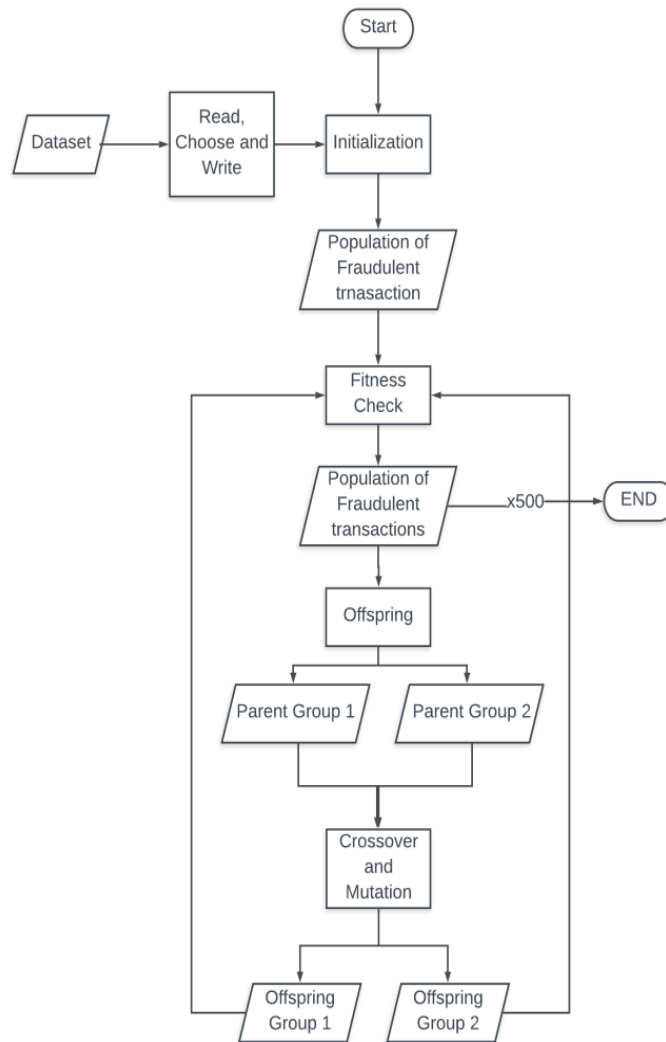 Start
Dataset
Read,
Choose and
Write
Initialization
Population of
Fraudulent
trnasaction
Fitness
Check
Population of
Fraudulent
transactions
x500
END
Offspring
Parent Group 1
Parent Group 2
Crossover
and
Mutation
Offspring
Group 1
Offspring
Group 2